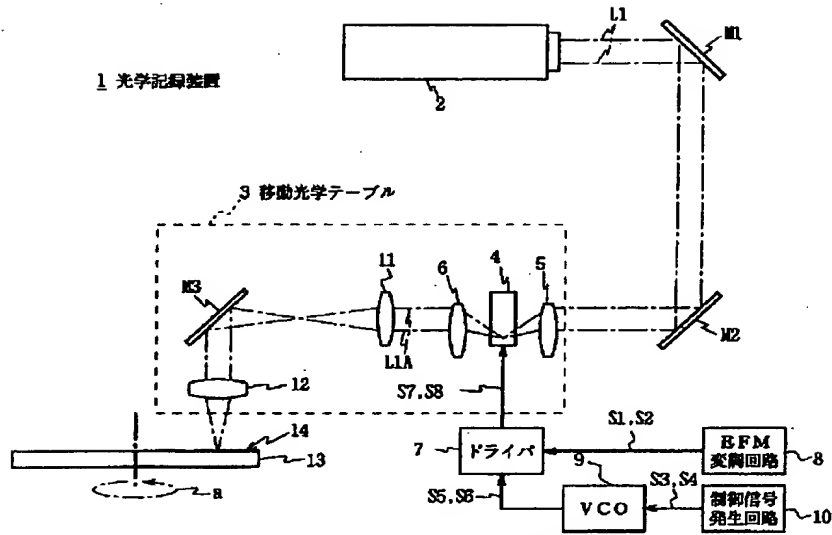 L1
M1
1 光学記録装置
2
3 移動光学テーブル
11
6
4
5
M3
M2
L1A
12
S7,S8
14
13
a
7
ドライバ
S1,S2
EFM
変調回路
8
9
S5,S6
VCO
S3,S4
制御信号
発生回路
10